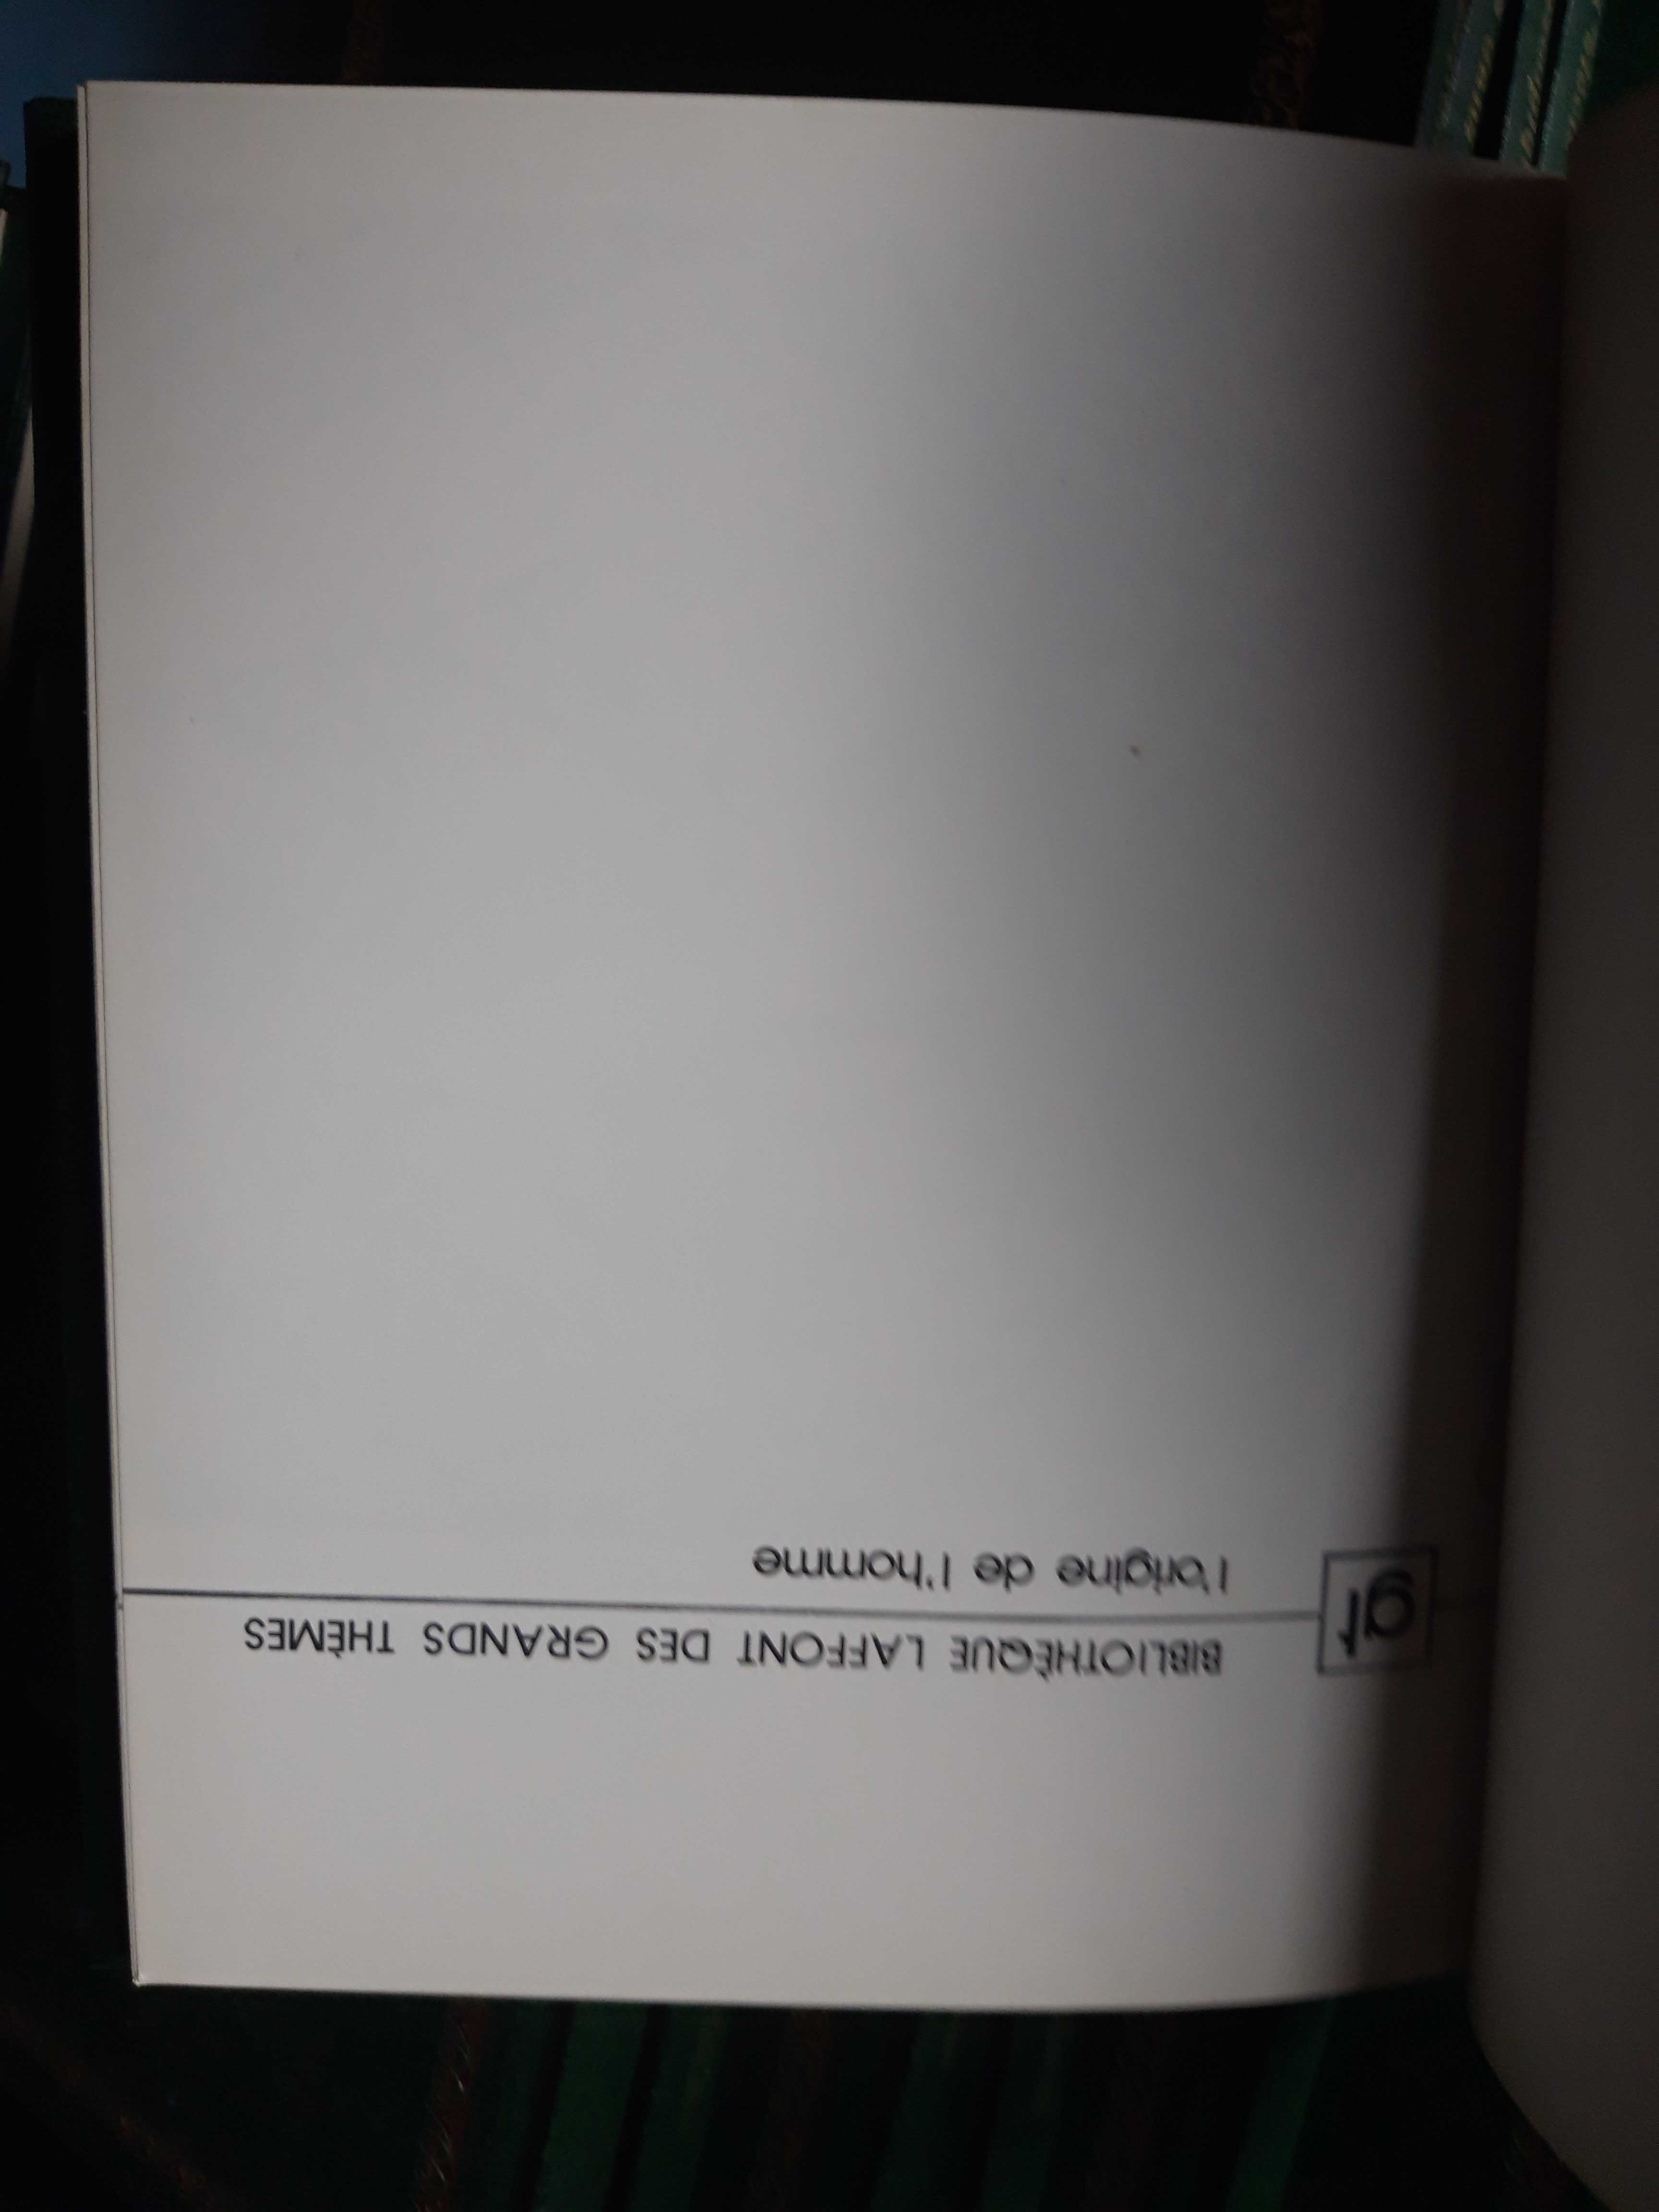 gt
BIBLIOTHÈQUE LAFFONT DES GRANDS THÈMES
l'origine de l'homme